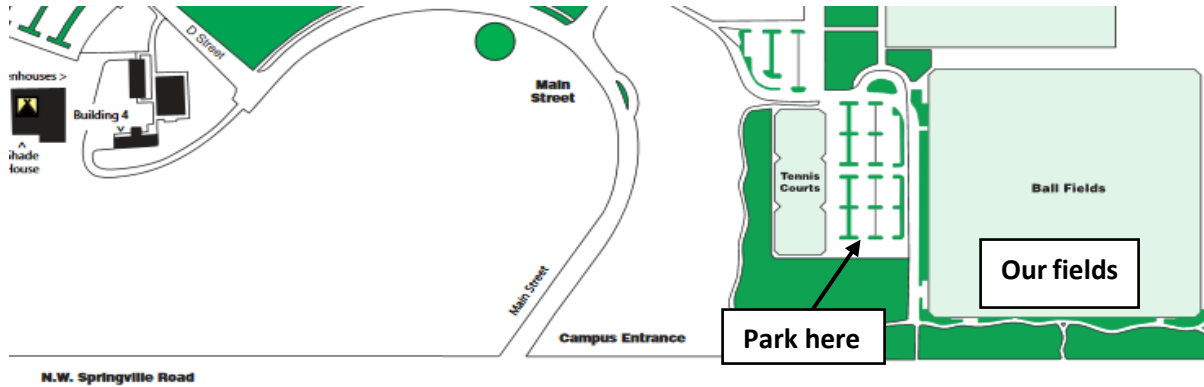 D Street
enhouses >
Building 4
v
^
Shade
House
Main
Street
Tennis
Courts
Ball Fields
Our fields
Main Street
Park here
Campus Entrance
N.W. Springville Road